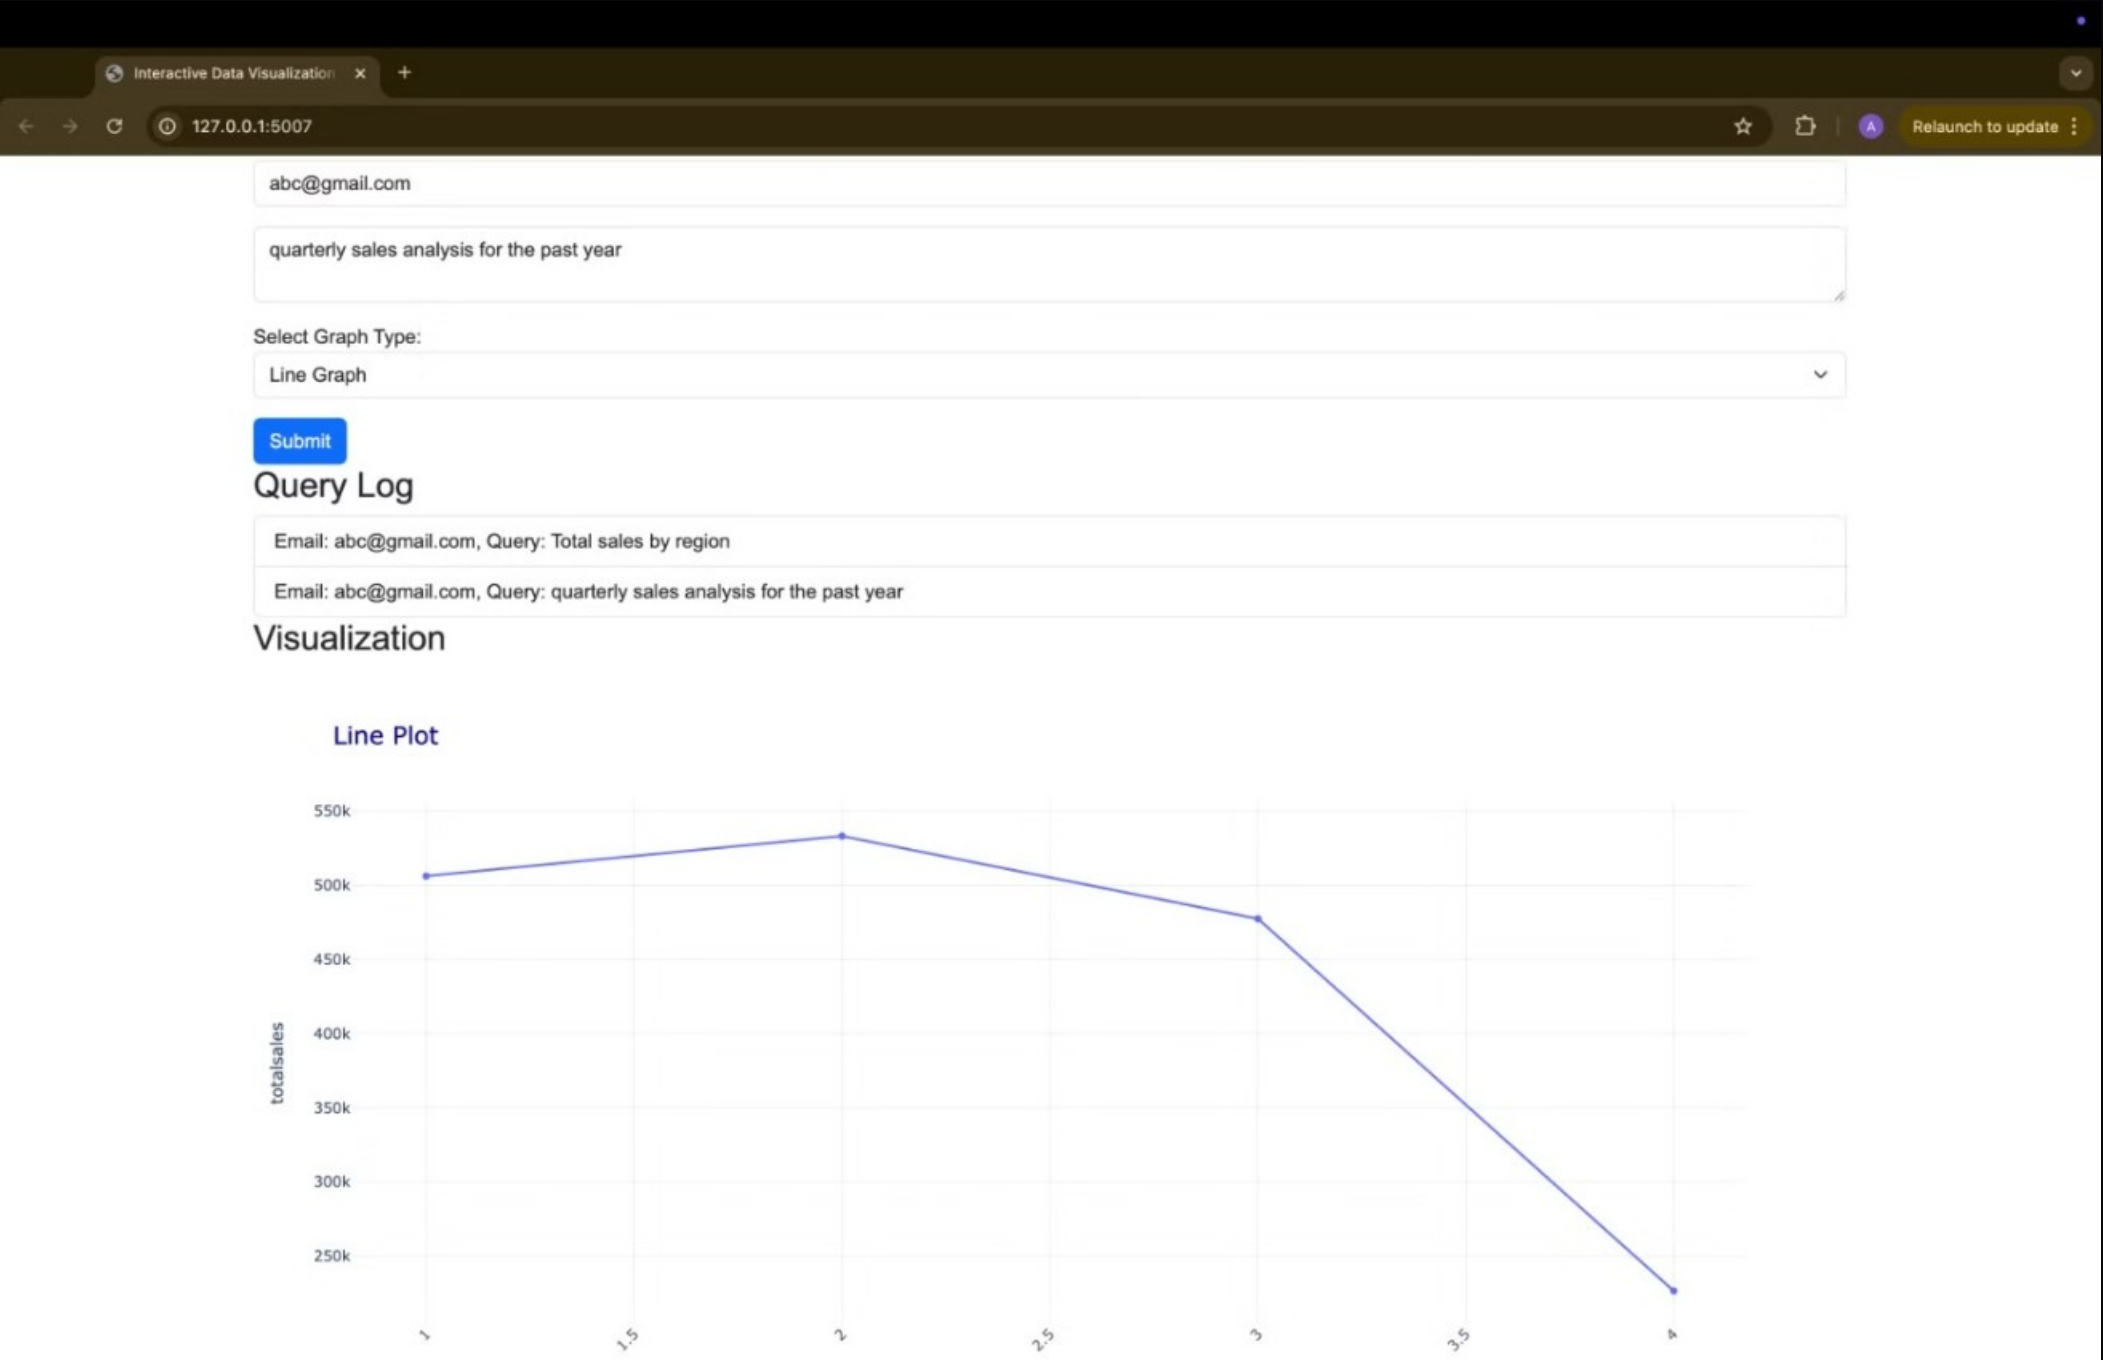 Interactive Data Visualization
127.0.0.1:5007
A
Relaunch to update
abc@gmail.com
quarterly sales analysis for the past year
Select Graph Type:
Line Graph
Submit
Query Log
Email: abc@gmail.com, Query: Total sales by region
Email: abc@gmail.com, Query: quarterly sales analysis for the past year
Visualization
Line Plot
550k
500k
450k
400k
350k
300k
250k
totalsales
1 1.5 2 2.5 3 3.5 4